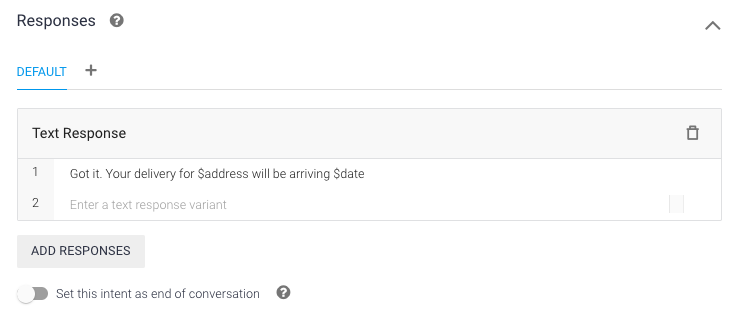 Responses ?
DEFAULT +
Text Response
1 Got it. Your delivery for $address will be arriving $date
2 Enter a text response variant
ADD RESPONSES
Set this intent as end of conversation ?